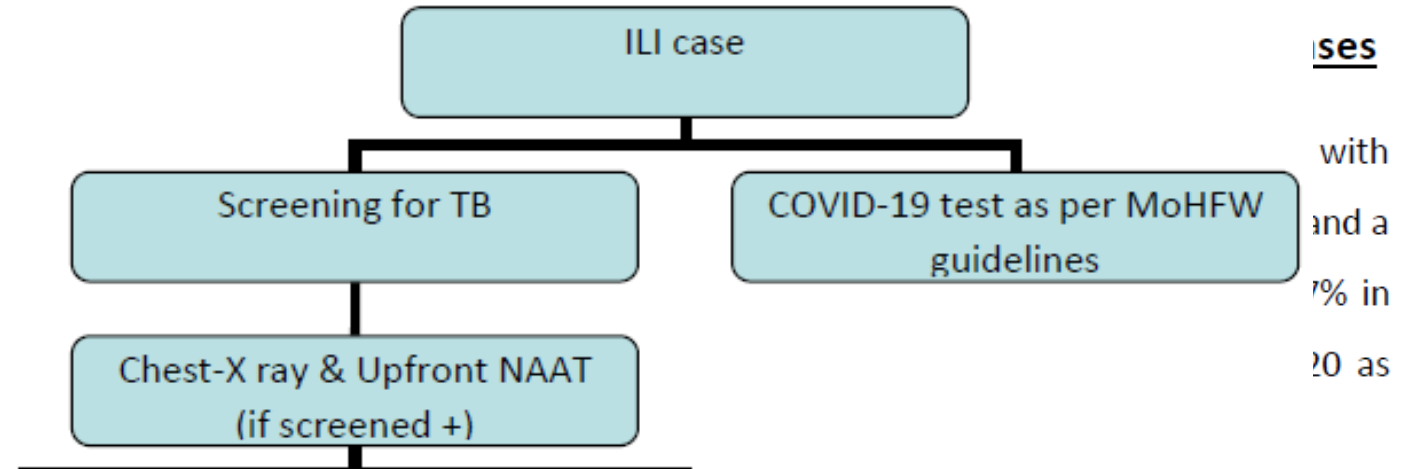 ILI case
Screening for TB
COVID-19 test as per MoHFW
guidelines
Chest-X ray & Upfront NAAT
(if screened +)
with
and a
% in
20 as